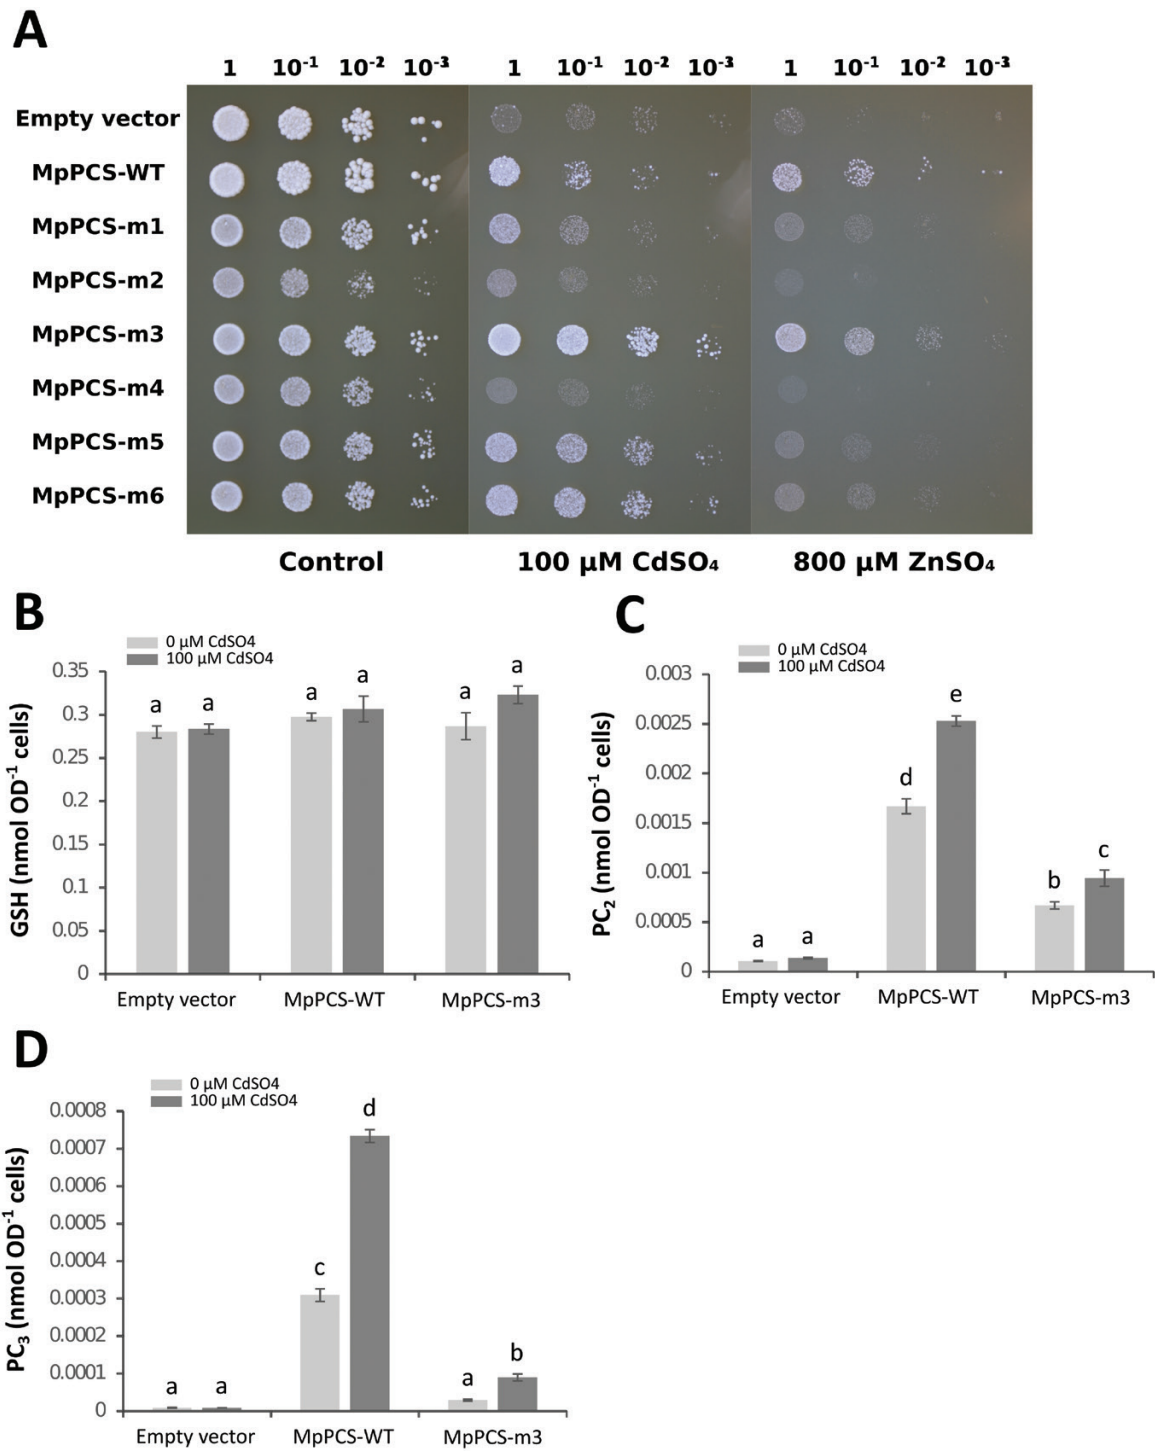 A
1 10⁻¹ 10⁻² 10⁻³ 1 10⁻¹ 10⁻² 10⁻³ 1 10⁻¹ 10⁻² 10⁻³
Empty vector
MpPCS-WT
MpPCS-m1
MpPCS-m2
MpPCS-m3
MpPCS-m4
MpPCS-m5
MpPCS-m6
Control 100 µM CdSO₄ 800 µM ZnSO₄
B
0 µM CdSO4
100 µM CdSO4
GSH (nmol OD⁻¹ cells)
0.35
0.3
0.25
0.2
0.15
0.1
0.05
0
a a a a a a
Empty vector MpPCS-WT MpPCS-m3
C
0 µM CdSO4
100 µM CdSO4
PC₂ (nmol OD⁻¹ cells)
0.003
0.0025
0.002
0.0015
0.001
0.0005
0
a a d e b c
Empty vector MpPCS-WT MpPCS-m3
D
0 µM CdSO4
100 µM CdSO4
PC₃ (nmol OD⁻¹ cells)
0.0008
0.0007
0.0006
0.0005
0.0004
0.0003
0.0002
0.0001
0
a a c d a b
Empty vector MpPCS-WT MpPCS-m3